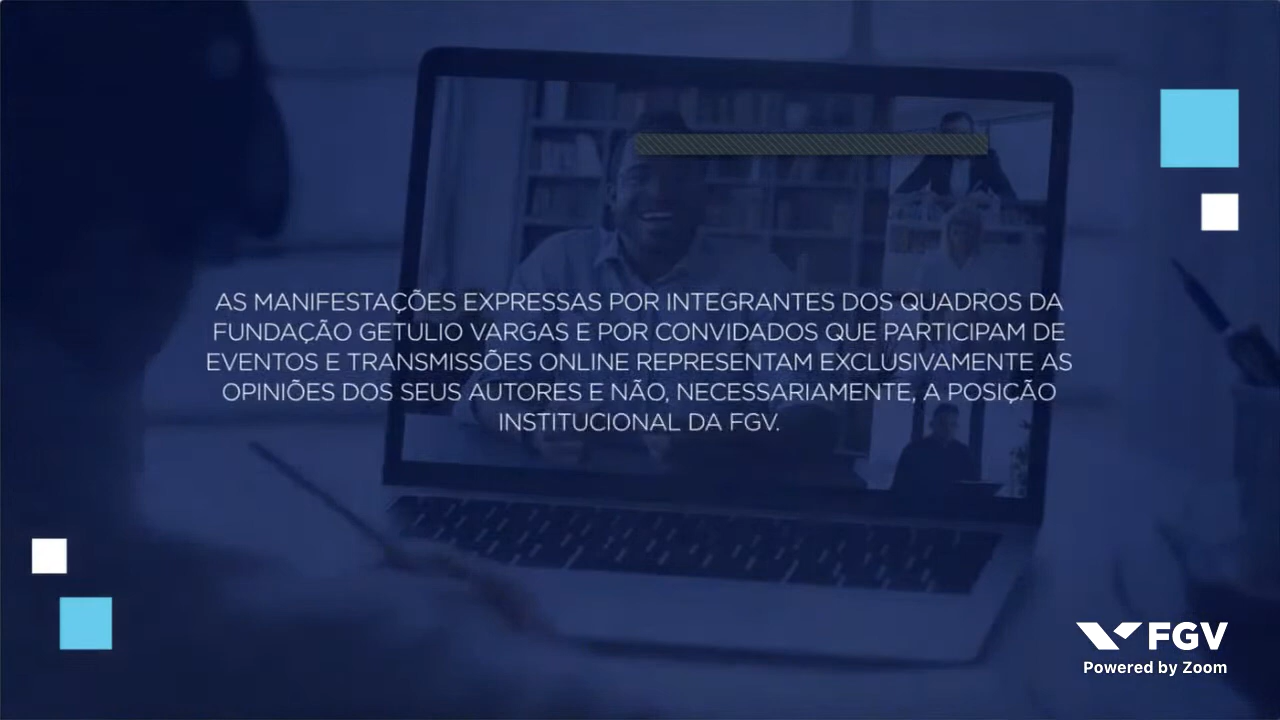 AS MANIFESTAÇÕES EXPRESSAS POR INTEGRANTES DOS QUADROS DA
FUNDAÇÃO GETULIO VARGAS E POR CONVIDADOS QUE PARTICIPAM DE
EVENTOS E TRANSMISSÕES ONLINE REPRESENTAM EXCLUSIVAMENTE AS
OPINIÕES DOS SEUS AUTORES E NÃO, NECESSARIAMENTE, A POSIÇÃO
INSTITUCIONAL DA FGV.
FGV
Powered by Zoom